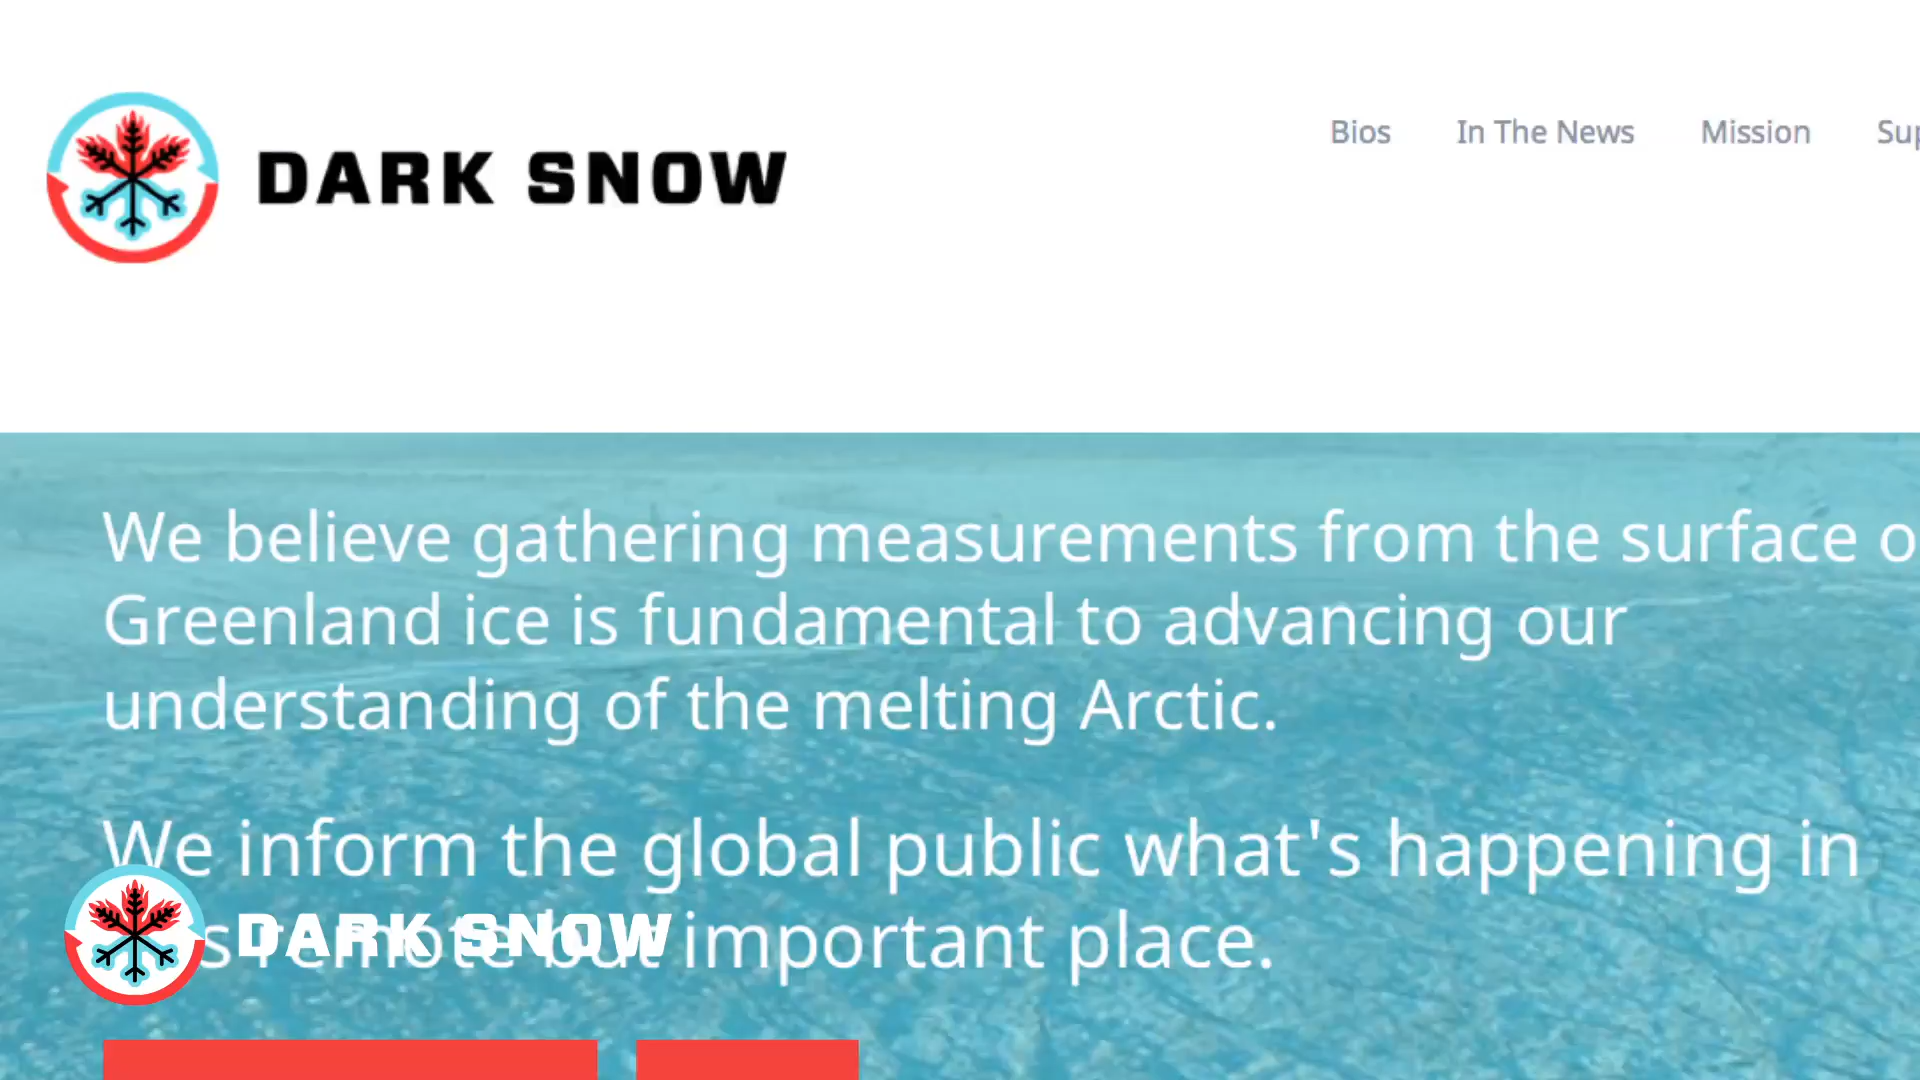 DARK SNOW
Bios In The News Mission
We believe gathering measurements from the surface
Greenland ice is fundamental to advancing our
understanding of the melting Arctic.
We inform the global public what's happening in
remote but important place.
DARK SNOW